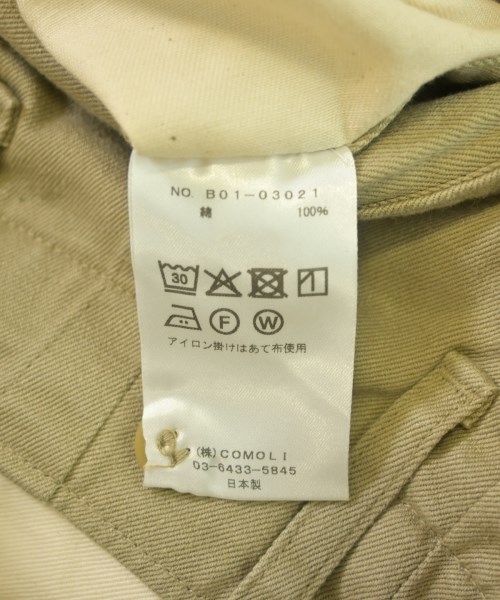 NO. B01-03021
綿 100%
30
F W
アイロン掛けはあて布使用
(株)COMOLI
03-6433-5845
日本製